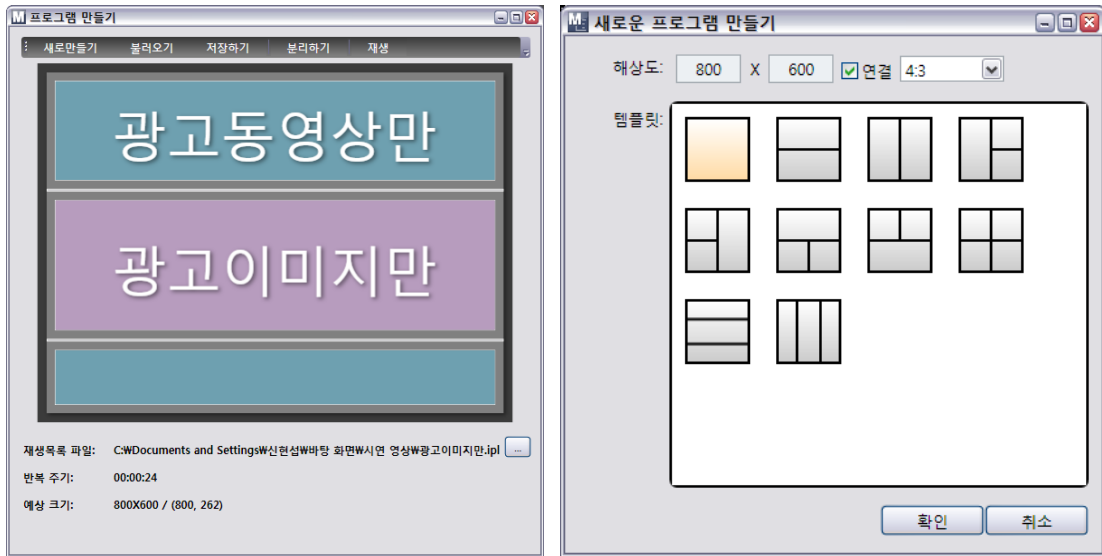 프로그램 만들기
새로만들기 불러오기 저장하기 분리하기 재생
광고동영상만
광고이미지만
재생목록 파일: C:₩Documents and Settings₩신현섭₩바탕 화면₩시연 영상₩광고이미지만.ipl ...
반복 주기: 00:00:24
예상 크기: 800X600 / (800, 262)
새로운 프로그램 만들기
해상도: 800 X 600 연결 4:3
템플릿:
확인 취소